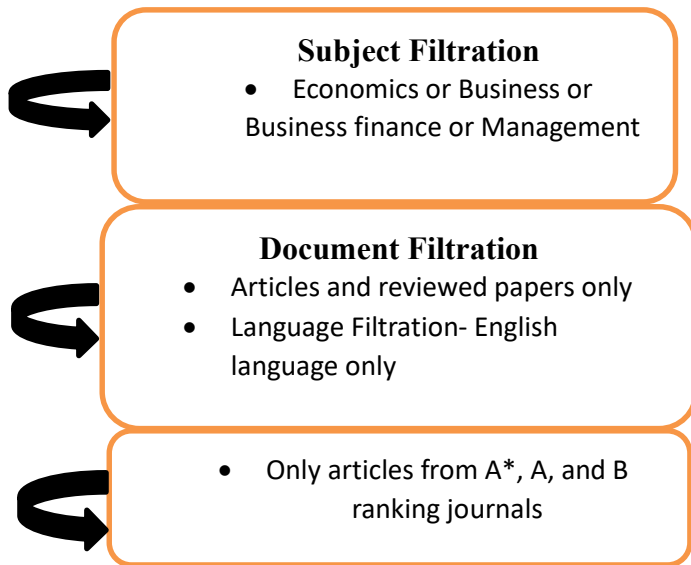 Subject Filtration
• Economics or Business or
Business finance or Management
Document Filtration
• Articles and reviewed papers only
• Language Filtration- English
language only
• Only articles from A*, A, and B
ranking journals